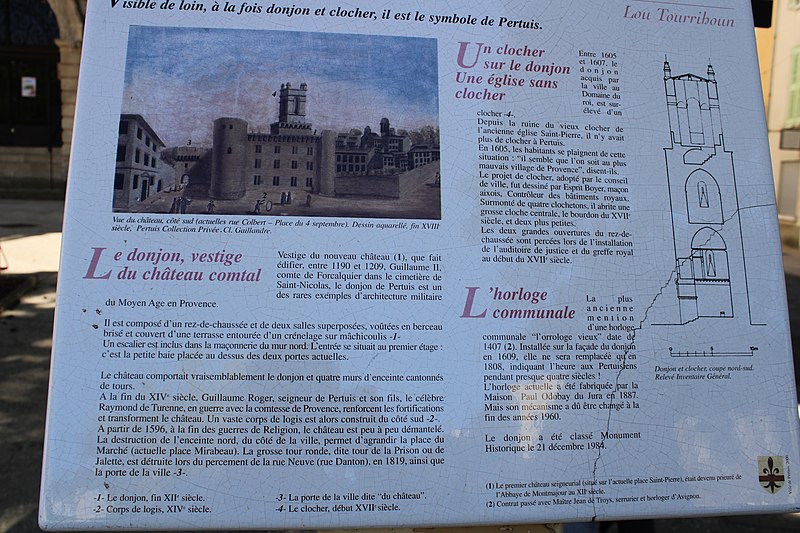 Visible de loin, à la fois donjon et clocher, il est le symbole de Pertuis.
Lou Tourrihoun
Vue du château, côté sud (actuelles rue Colbert – Place du 4 septembre). Dessin aquarellé, fin XVIII
siècle, Pertuis Collection Privée. Cl. Gaillandre.
Le donjon, vestige
du château comtal
Vestige du nouveau château (1), que fait
édifier, entre 1190 et 1209, Guillaume II,
comte de Forcalquier dans le cimetière de
Saint-Nicolas, le donjon de Pertuis est un
des rares exemples d'architecture militaire
du Moyen Age en Provence.
Il est composé d'un rez-de-chaussée et de deux salles superposées, voûtées en berceau
brisé et couvert d'une terrasse entourée d'un crénelage sur mâchicoulis -1-
Un escalier est inclus dans la maçonnerie du mur nord. L'entrée se situait au premier étage :
c'est la petite baie placée au dessus des deux portes actuelles.
Le château comportait vraisemblablement le donjon et quatre murs d'enceinte cantonnés
de tours.
A la fin du XIVe siècle, Guillaume Roger, seigneur de Pertuis et son fils, le célèbre
Raymond de Turenne, en guerre avec la comtesse de Provence, renforcent les fortifications
et transforment le château. Un vaste corps de logis est alors construit du côté sud -2-.
A partir de 1596, à la fin des guerres de Religion, le château est peu à peu démantelé.
La destruction de l'enceinte nord, du côté de la ville, permet d'agrandir la place du
Marché (actuelle place Mirabeau). La grosse tour ronde, dite tour de la Prison ou de
Jalette, est détruite lors du percement de la rue Neuve (rue Danton), en 1819, ainsi que
la porte de la ville -3-.
-1- Le donjon, fin XIIe siècle.
-2- Corps de logis, XIVe siècle.
-3- La porte de la ville dite "du château".
-4- Le clocher, début XVIIe siècle.
Un clocher
sur le donjon
Une église sans
clocher
Entre 1605
et 1607, le
donjon
acquis par
la ville au
Domaine du
roi, est sur-
élevé d'un
clocher -4-.
Depuis la ruine du vieux clocher de
l'ancienne église Saint-Pierre, il n'y avait
plus de clocher à Pertuis.
En 1605, les habitants se plaignent de cette
situation : "il semble que l'on soit au plus
mauvais village de Provence", disent-ils.
Le projet de clocher, adopté par le conseil
de ville, fut dessiné par Esprit Boyer, maçon
aixois, Contrôleur des bâtiments royaux.
Surmonté de quatre clochetons, il abrite une
grosse cloche centrale, le bourdon du XVIIe
siècle, et deux plus petites.
Les deux grandes ouvertures du rez-de-
chaussée sont percées lors de l'installation
de l'auditoire de justice et du greffe royal
au début du XVIIe siècle.
L'horloge
communale
La plus
ancienne
mention
d'une horloge
communale "l'orrologe vieux" date de
1407 (2). Installée sur la façade du donjon
en 1609, elle ne sera remplacée qu'en
1808, indiquant l'heure aux Pertuisiens
pendant presque quatre siècles !
L'horloge actuelle a été fabriquée par la
Maison Paul Odobay du Jura en 1887.
Mais son mécanisme a dû être changé à la
fin des années 1960.
Le donjon a été classé Monument
Historique le 21 décembre 1984.
Donjon et clocher, coupe nord-sud.
Relevé Inventaire Général.
(1) Le premier château seigneurial (situé sur l'actuelle place Saint-Pierre), était devenu prieuré de
l'Abbaye de Montmajour au XIIe siècle.
(2) Contrat passé avec Maître Jean de Troys, serrurier et horloger d'Avignon.